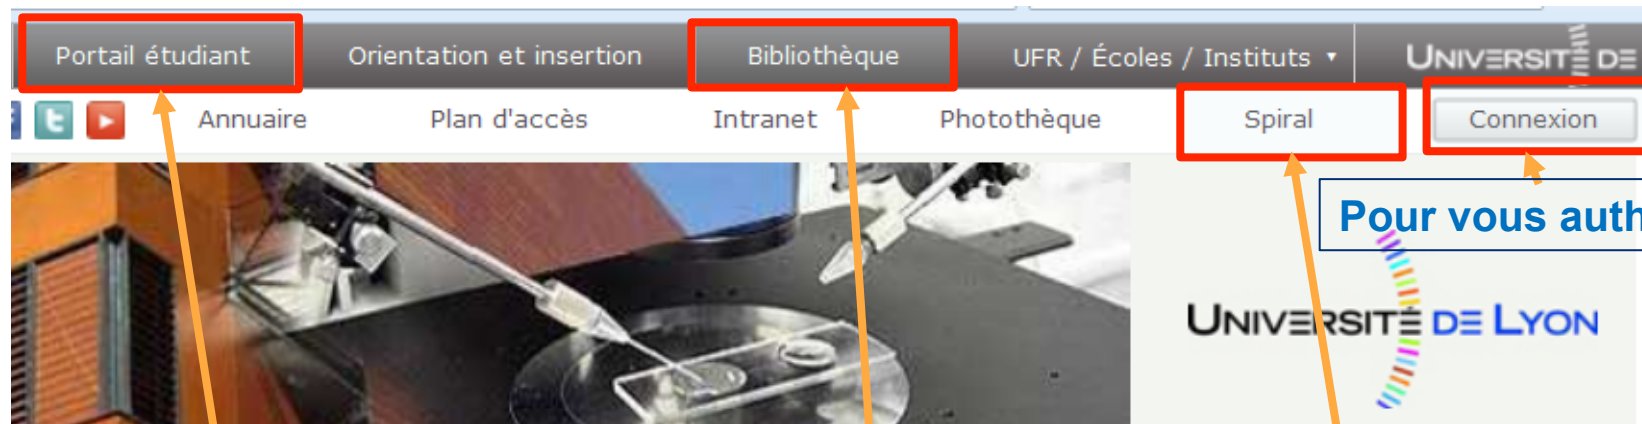 Portail étudiant Orientation et insertion Bibliothèque UFR / Écoles / Instituts ▾ UNIVERSITÉ DE
Annuaire Plan d'accès Intranet Photothèque Spiral Connexion
Pour vous auth
UNIVERSITÉ DE LYON